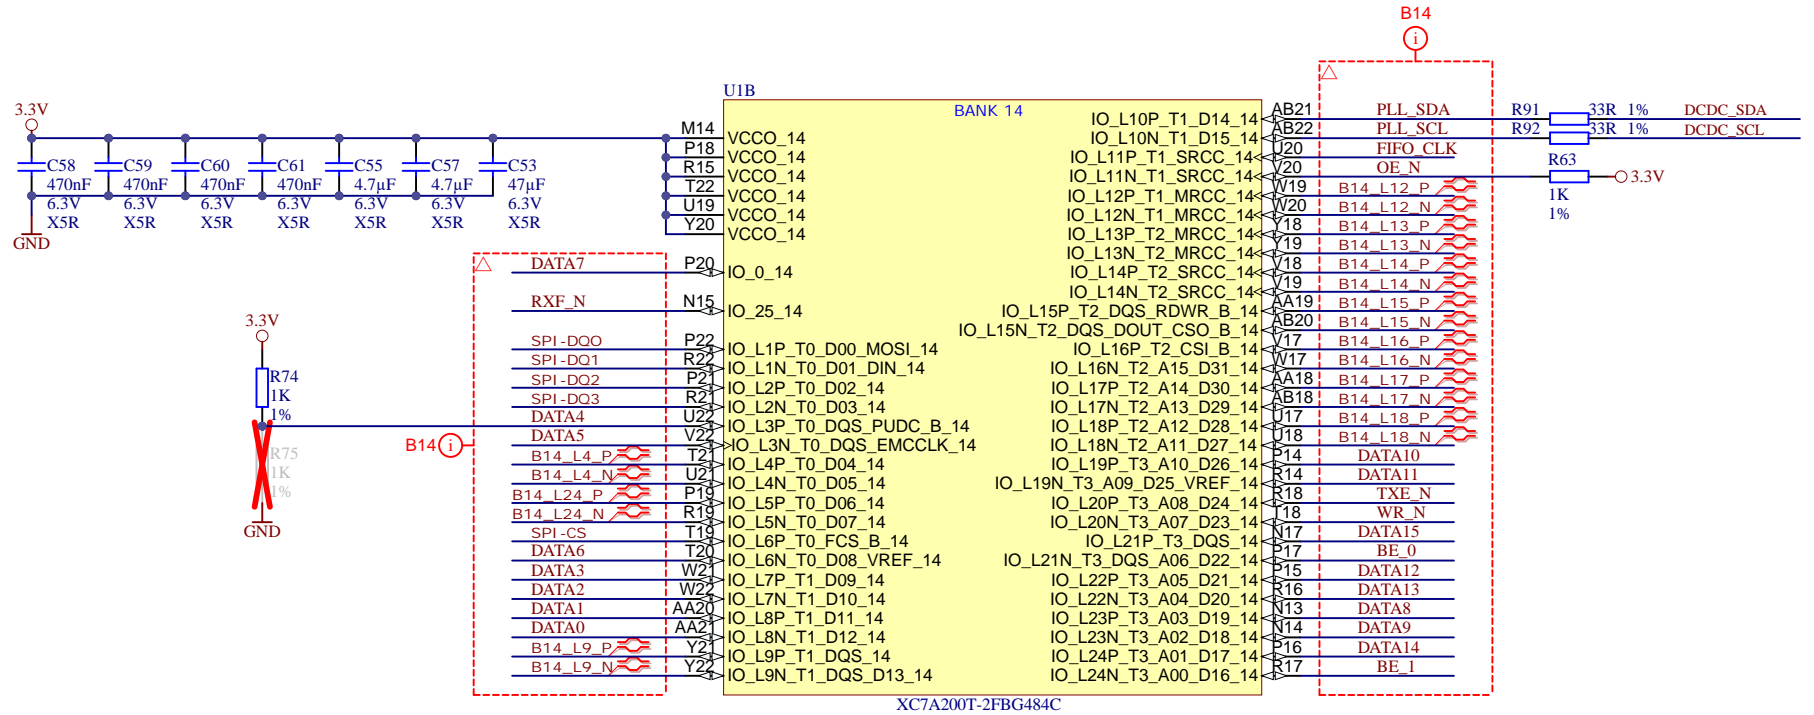 B14
i
U1B
BANK 14
3.3V
C58
470nF
6.3V
X5R
C59
470nF
6.3V
X5R
C60
470nF
6.3V
X5R
C61
470nF
6.3V
X5R
C55
4.7µF
6.3V
X5R
C57
4.7µF
6.3V
X5R
C53
47µF
6.3V
X5R
GND
M14 VCCO_14
P18 VCCO_14
R15 VCCO_14
T22 VCCO_14
U19 VCCO_14
Y20 VCCO_14
DATA7 P20 IO_0_14
RXF_N N15 IO_25_14
SPI-DQ0 P22 IO_L1P_T0_D00_MOSI_14
SPI-DQ1 R22 IO_L1N_T0_D01_DIN_14
SPI-DQ2 P21 IO_L2P_T0_D02_14
SPI-DQ3 R21 IO_L2N_T0_D03_14
DATA4 U22 IO_L3P_T0_DQS_PUDC_B_14
DATA5 V22 IO_L3N_T0_DQS_EMCCLK_14
B14_L4_P T21 IO_L4P_T0_D04_14
B14_L4_N U21 IO_L4N_T0_D05_14
B14_L24_P P19 IO_L5P_T0_D06_14
B14_L24_N R19 IO_L5N_T0_D07_14
SPI-CS T19 IO_L6P_T0_FCS_B_14
DATA6 T20 IO_L6N_T0_D08_VREF_14
DATA3 W21 IO_L7P_T1_D09_14
DATA2 W22 IO_L7N_T1_D10_14
DATA1 AA20 IO_L8P_T1_D11_14
DATA0 AA21 IO_L8N_T1_D12_14
B14_L9_P Y21 IO_L9P_T1_DQS_14
B14_L9_N Y22 IO_L9N_T1_DQS_D13_14
3.3V
R74
1K
1%
R75
1K
1%
GND
B14 i
IO_L10P_T1_D14_14 AB21 PLL_SDA R91 33R 1% DCDC_SDA
IO_L10N_T1_D15_14 AB22 PLL_SCL R92 33R 1% DCDC_SCL
IO_L11P_T1_SRCC_14 U20 FIFO_CLK
IO_L11N_T1_SRCC_14 V20 OE_N
R63
1K
1%
3.3V
IO_L12P_T1_MRCC_14 W19 B14_L12_P
IO_L12N_T1_MRCC_14 W20 B14_L12_N
IO_L13P_T2_MRCC_14 Y18 B14_L13_P
IO_L13N_T2_MRCC_14 Y19 B14_L13_N
IO_L14P_T2_SRCC_14 V18 B14_L14_P
IO_L14N_T2_SRCC_14 V19 B14_L14_N
IO_L15P_T2_DQS_RDWR_B_14 AA19 B14_L15_P
IO_L15N_T2_DQS_DOUT_CSO_B_14 AB20 B14_L15_N
IO_L16P_T2_CSI_B_14 V17 B14_L16_P
IO_L16N_T2_A15_D31_14 W17 B14_L16_N
IO_L17P_T2_A14_D30_14 AA18 B14_L17_P
IO_L17N_T2_A13_D29_14 AB18 B14_L17_N
IO_L18P_T2_A12_D28_14 U17 B14_L18_P
IO_L18N_T2_A11_D27_14 U18 B14_L18_N
IO_L19P_T3_A10_D26_14 P14 DATA10
IO_L19N_T3_A09_D25_VREF_14 R14 DATA11
IO_L20P_T3_A08_D24_14 R18 TXE_N
IO_L20N_T3_A07_D23_14 T18 WR_N
IO_L21P_T3_DQS_14 N17 DATA15
IO_L21N_T3_DQS_A06_D22_14 P17 BE_0
IO_L22P_T3_A05_D21_14 P15 DATA12
IO_L22N_T3_A04_D20_14 R16 DATA13
IO_L23P_T3_A03_D19_14 N13 DATA8
IO_L23N_T3_A02_D18_14 N14 DATA9
IO_L24P_T3_A01_D17_14 P16 DATA14
IO_L24N_T3_A00_D16_14 R17 BE_1
XC7A200T-2FBG484C